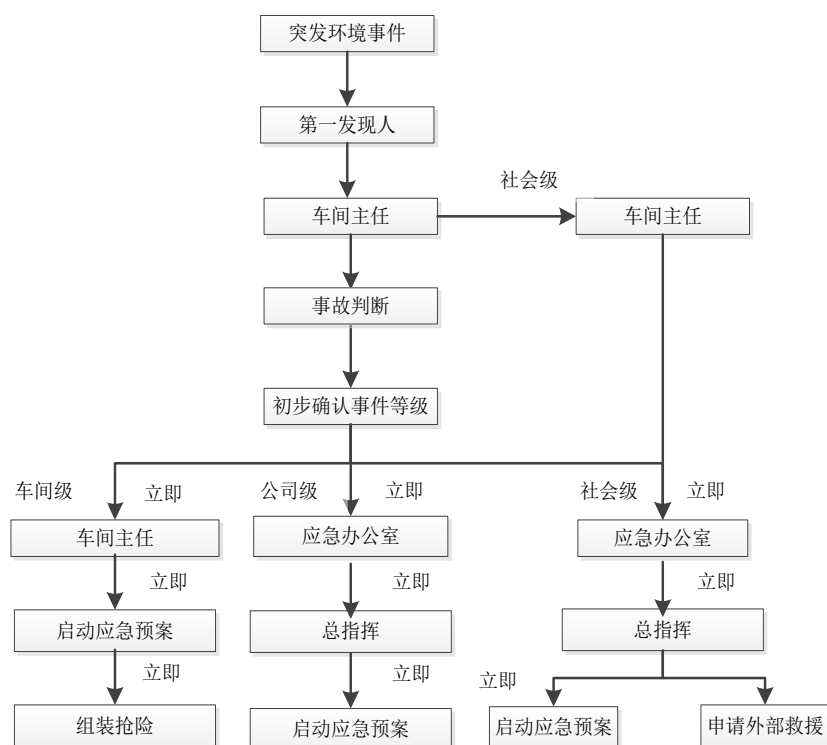 突发环境事件
第一发现人
社会级
车间主任
车间主任
事故判断
初步确认事件等级
车间级
立即
公司级
立即
社会级
立即
车间主任
应急办公室
应急办公室
立即
立即
立即
启动应急预案
总指挥
总指挥
立即
立即
立即
组装抢险
启动应急预案
启动应急预案
申请外部救援